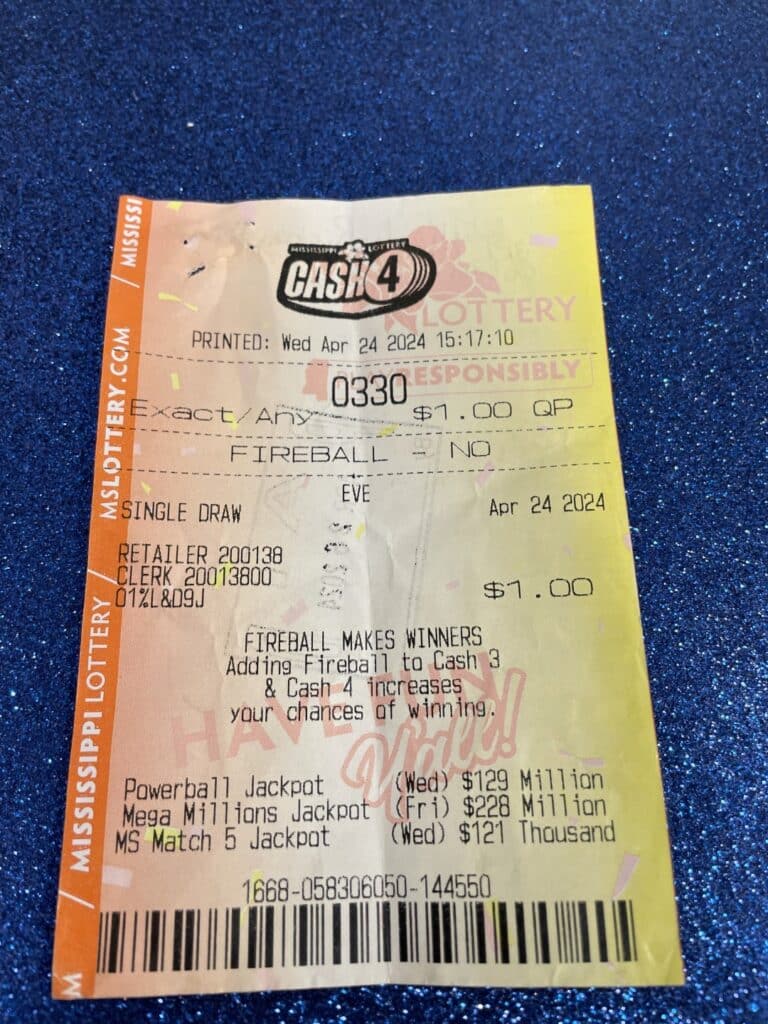 MISSISSIPPI LOTTERY
CASH 4
LOTTERY
PRINTED: Wed Apr 24 2024 15:17:10
RESPONSIBLY
0330
Exact/Any $1.00 QP
FIREBALL - NO
EVE
SINGLE DRAW Apr 24 2024
RETAILER 200138
CLERK 20013800
01%L&D9J
$1.00
FIREBALL MAKES WINNERS
Adding Fireball to Cash 3
& Cash 4 increases
your chances of winning.
HAVE FUN
Y'all!
Powerball Jackpot (Wed) $129 Million
Mega Millions Jackpot (Fri) $228 Million
MS Match 5 Jackpot (Wed) $121 Thousand
1668-058306050-144550
M / MISSISSIPPI LOTTERY / MSLOTTERY.COM / MISSISSI